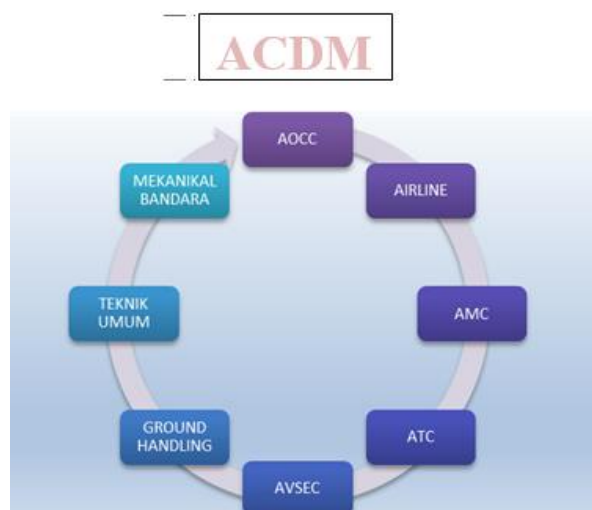 ACDM
AOCC
AIRLINE
AMC
ATC
AVSEC
GROUND
HANDLING
TEKNIK
UMUM
MEKANIKAL
BANDARA